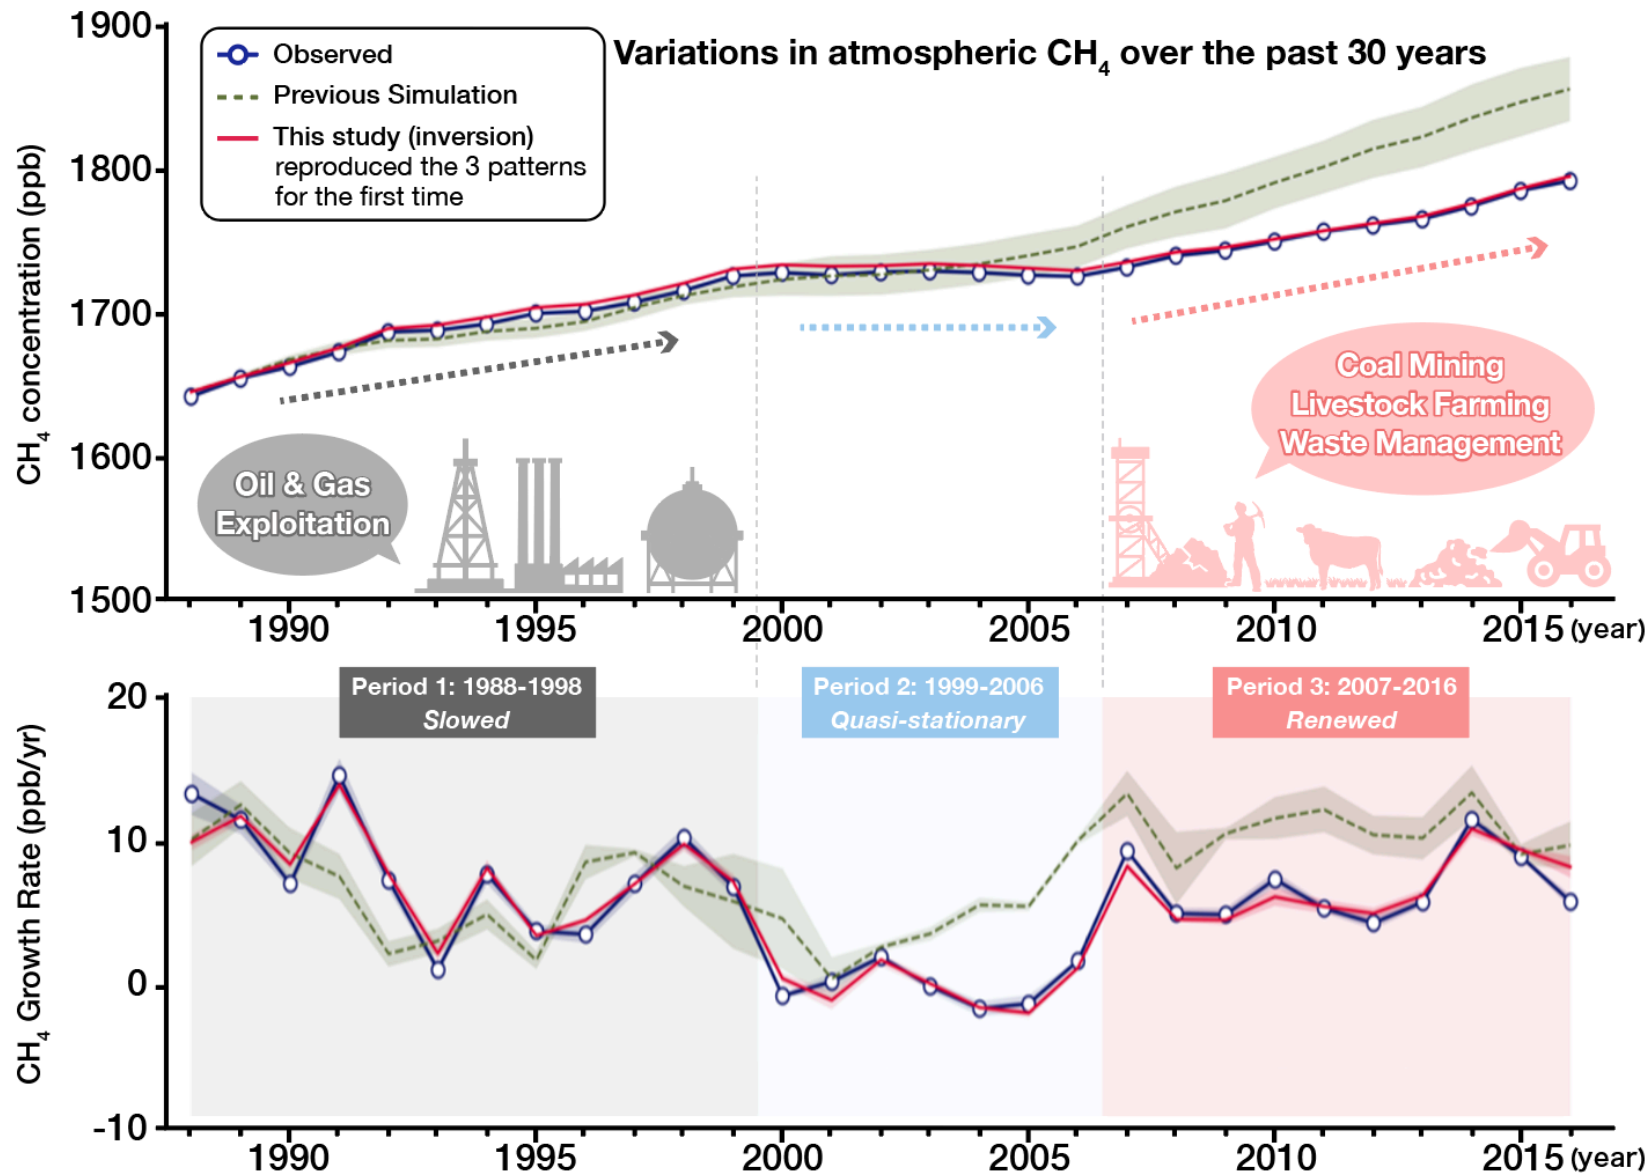 Variations in atmospheric CH₄ over the past 30 years
Observed
Previous Simulation
This study (inversion)
reproduced the 3 patterns
for the first time
CH₄ concentration (ppb)
1900
1800
1700
1600
1500
Oil & Gas
Exploitation
Coal Mining
Livestock Farming
Waste Management
1990 1995 2000 2005 2010 2015 (year)
Period 1: 1988-1998
Slowed
Period 2: 1999-2006
Quasi-stationary
Period 3: 2007-2016
Renewed
CH₄ Growth Rate (ppb/yr)
20
10
0
-10
1990 1995 2000 2005 2010 2015 (year)